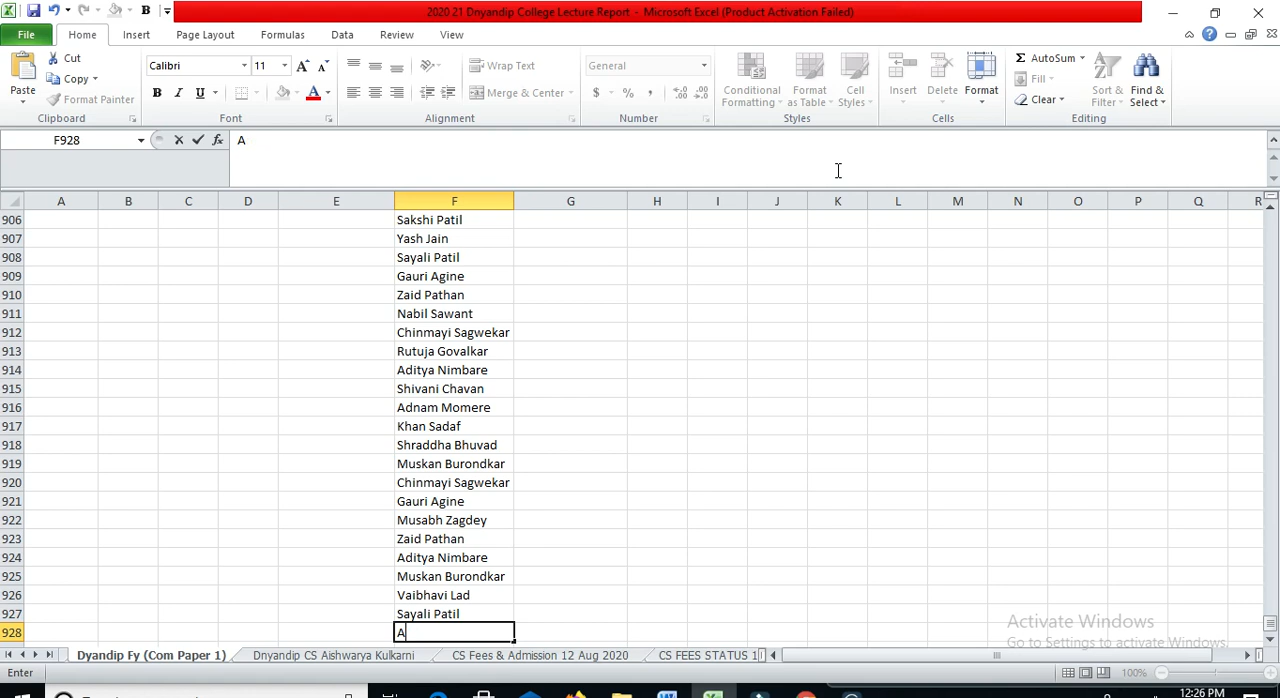 2020 21 Dnyandip College Lecture Report - Microsoft Excel (Product Activation Failed)
File Home Insert Page Layout Formulas Data Review View
Paste
Cut
Copy
Format Painter
Clipboard
Calibri 11
B I U
Font
Wrap Text
Merge & Center
Alignment
General
$ % ,
Number
Conditional Formatting
Format as Table
Cell Styles
Styles
Insert Delete Format
Cells
AutoSum
Fill
Clear
Sort & Filter
Find & Select
Editing
F928
A
A B C D E F G H I J K L M N O P Q R
906 Sakshi Patil
907 Yash Jain
908 Sayali Patil
909 Gauri Agine
910 Zaid Pathan
911 Nabil Sawant
912 Chinmayi Sagwekar
913 Rutuja Govalkar
914 Aditya Nimbare
915 Shivani Chavan
916 Adnam Momere
917 Khan Sadaf
918 Shraddha Bhuvad
919 Muskan Burondkar
920 Chinmayi Sagwekar
921 Gauri Agine
922 Musabh Zagdey
923 Zaid Pathan
924 Aditya Nimbare
925 Muskan Burondkar
926 Vaibhavi Lad
927 Sayali Patil
928 A
Activate Windows
Go to Settings to activate Windows.
Dyandip Fy (Com Paper 1) Dnyandip CS Aishwarya Kukarni CS Fees & Admission 12 Aug 2020 CS FEES STATUS 1
Enter
100%
12:26 PM